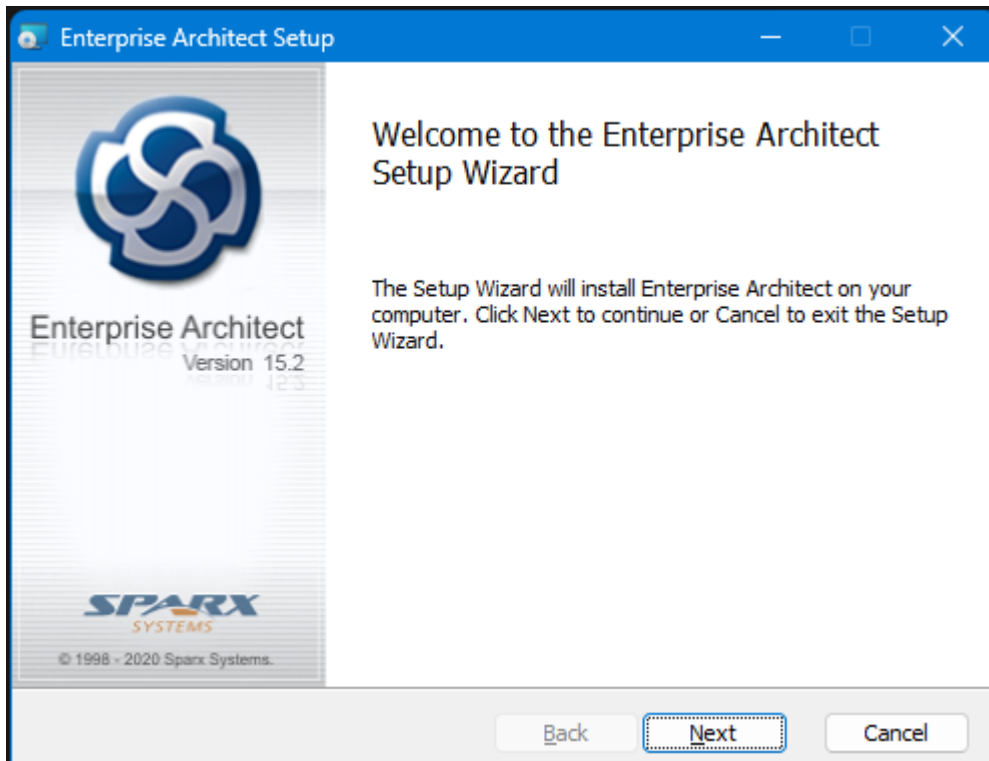 Enterprise Architect Setup
Welcome to the Enterprise Architect
Setup Wizard
The Setup Wizard will install Enterprise Architect on your
computer. Click Next to continue or Cancel to exit the Setup
Wizard.
Enterprise Architect
Version 15.2
SPARX
SYSTEMS
© 1998 - 2020 Sparx Systems.
Back
Next
Cancel